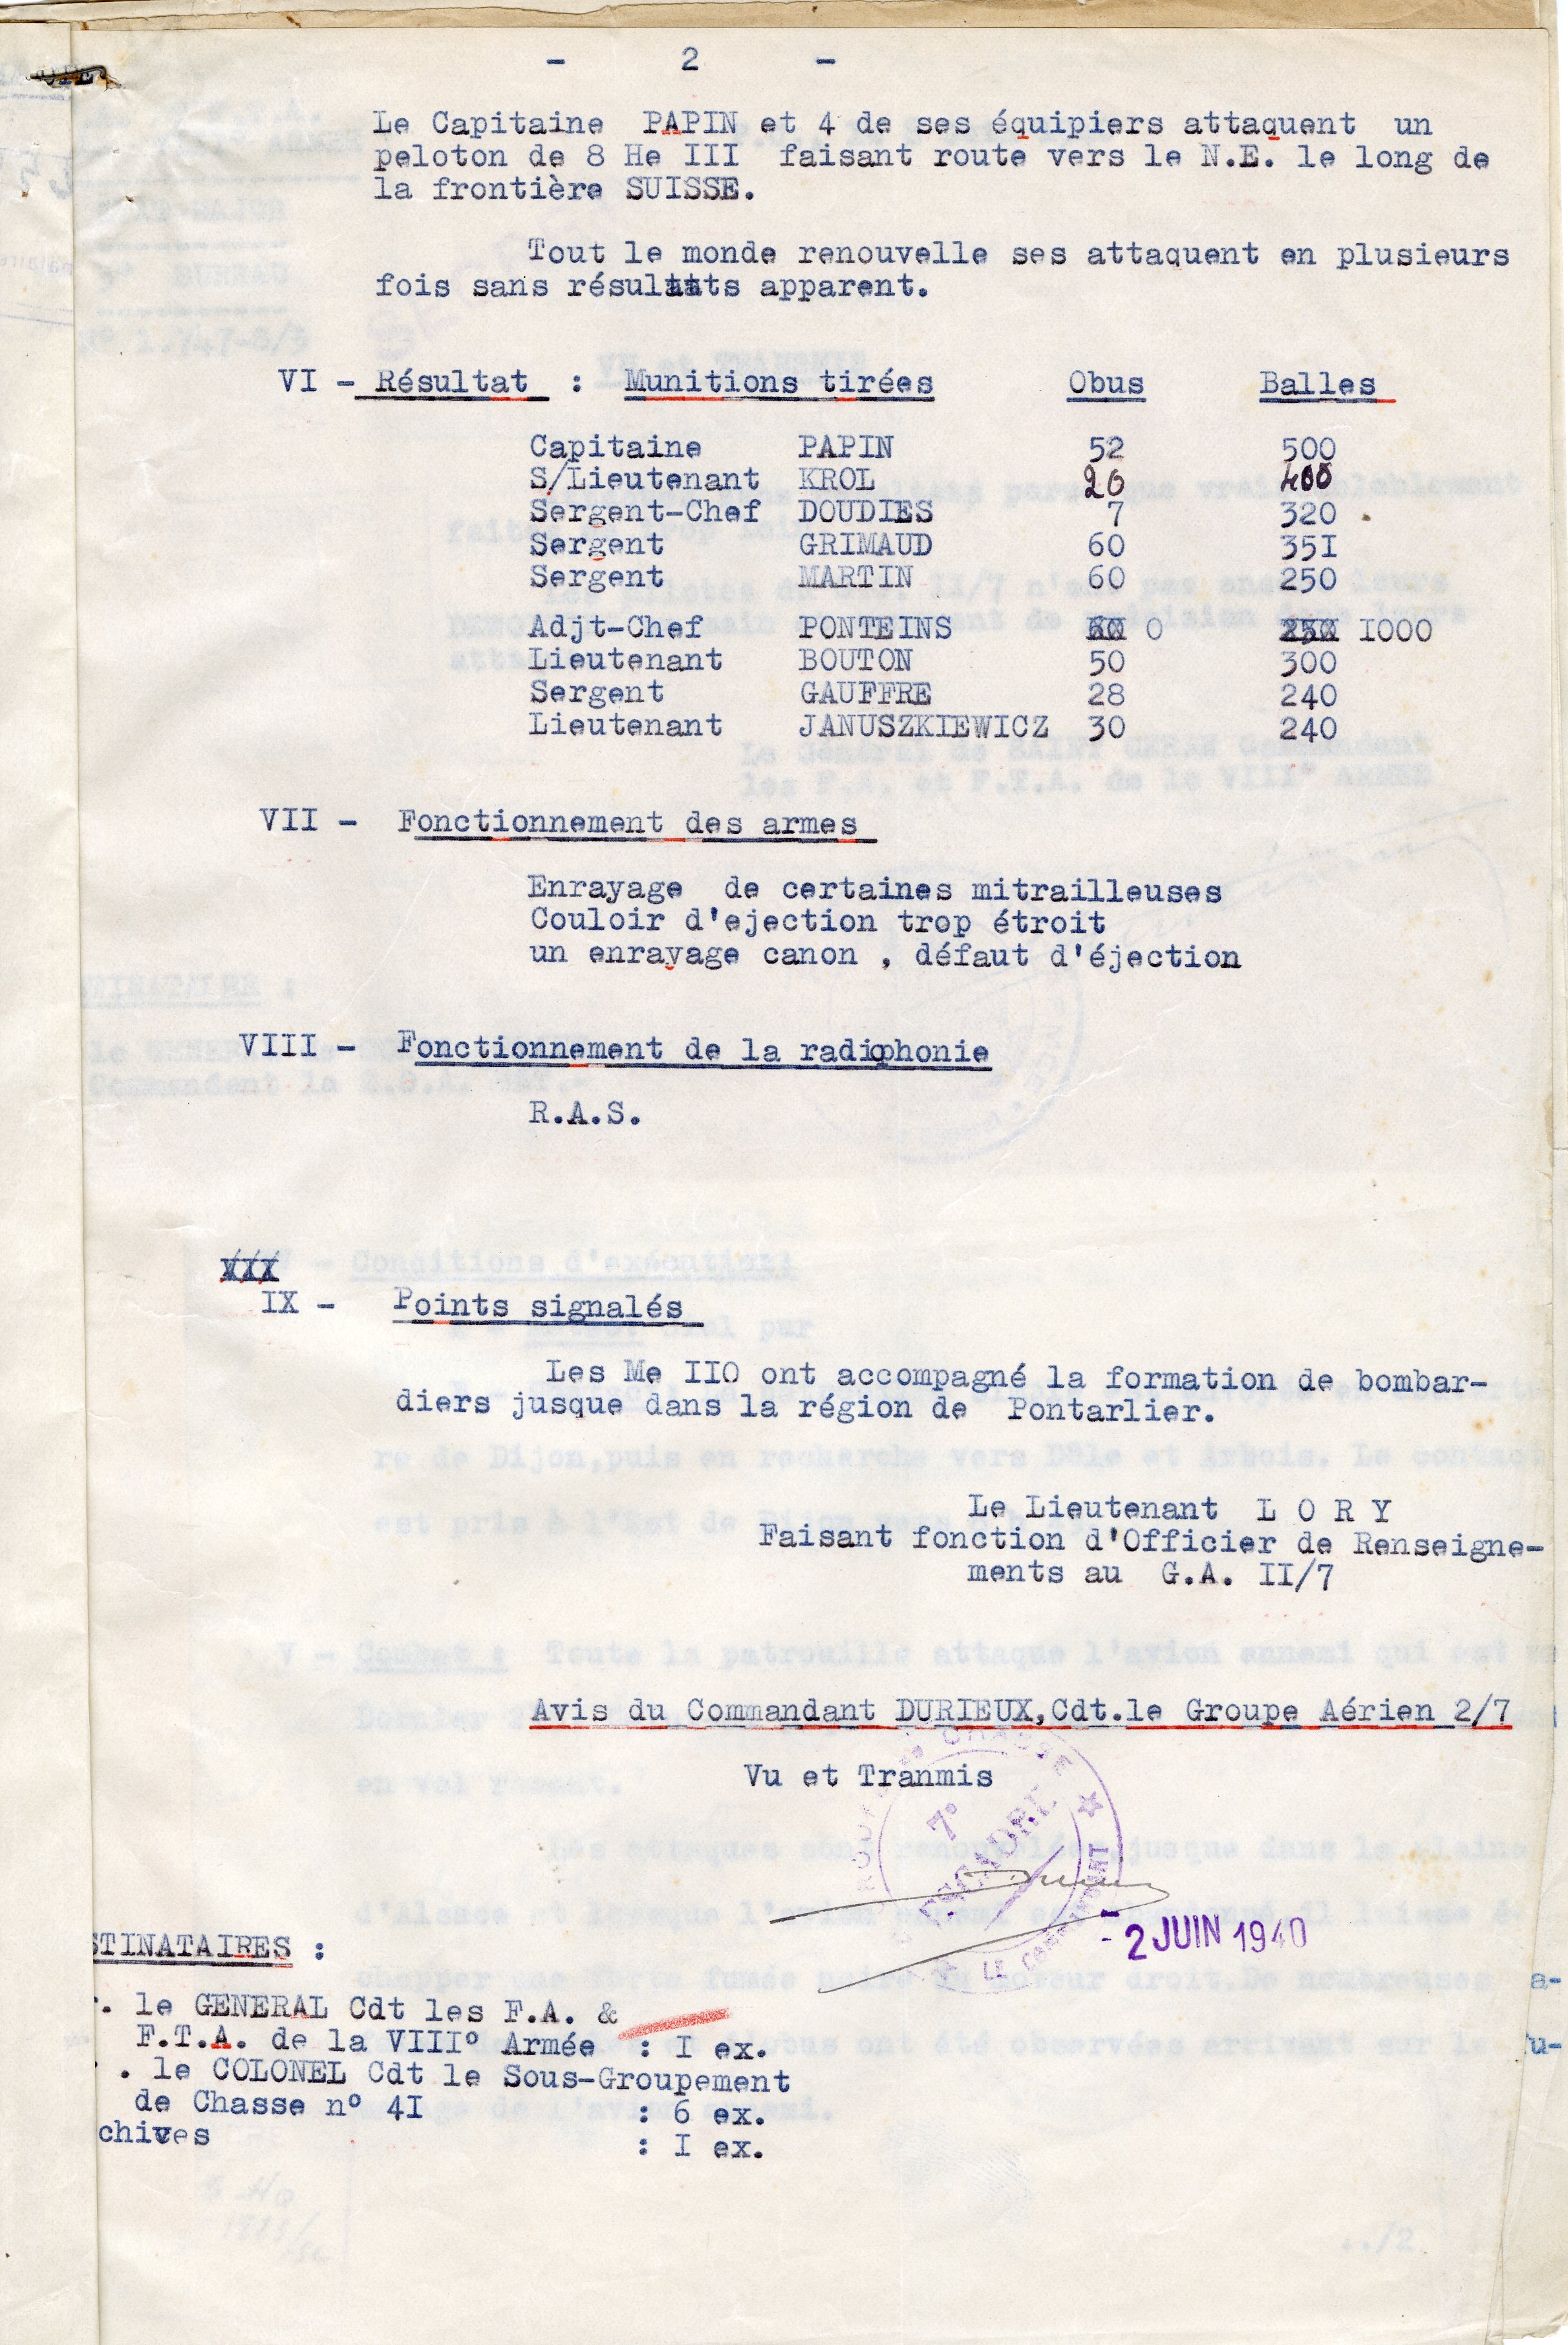 - 2 -
Le Capitaine PAPIN et 4 de ses équipiers attaquent un
peloton de 8 He III faisant route vers le N.E. le long de
la frontière SUISSE.
Tout le monde renouvelle ses attaquent en plusieurs
fois sans résultats apparent.
VI - Résultat : Munitions tirées Obus Balles
Capitaine PAPIN 52 500
S/Lieutenant KROL 20 400
Sergent-Chef DOUDIES 7 320
Sergent GRIMAUD 60 35I
Sergent MARTIN 60 250
Adjt-Chef PONTEINS 0 I000
Lieutenant BOUTON 50 300
Sergent GAUFFRE 28 240
Lieutenant JANUSZKIEWICZ 30 240
VII - Fonctionnement des armes
Enrayage de certaines mitrailleuses
Couloir d'ejection trop étroit
un enrayage canon , défaut d'éjection
VIII - Fonctionnement de la radiophonie
R.A.S.
IX - Points signalés
Les Me IIO ont accompagné la formation de bombar-
diers jusque dans la région de Pontarlier.
Le Lieutenant L O R Y
Faisant fonction d'Officier de Renseigne-
ments au G.A. II/7
Avis du Commandant DURIEUX,Cdt.le Groupe Aérien 2/7
Vu et Tranmis
CHASSE
7°
ESCADRE
LE COMMANDANT
- 2 JUIN 1940
STINATAIRES :
. le GENERAL Cdt les F.A. &
F.T.A. de la VIII° Armée : I ex.
. le COLONEL Cdt le Sous-Groupement
de Chasse n° 4I : 6 ex.
chives : I ex.
a-
u-